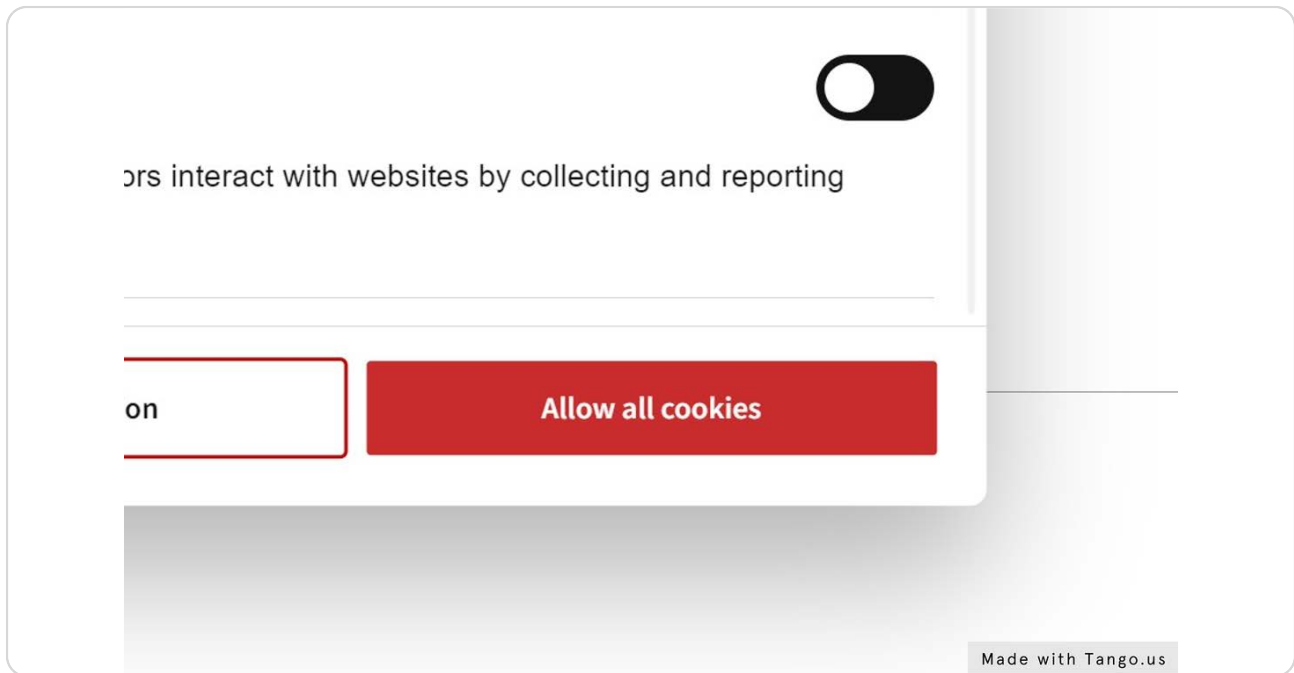 ors interact with websites by collecting and reporting
on
Allow all cookies
Made with Tango.us